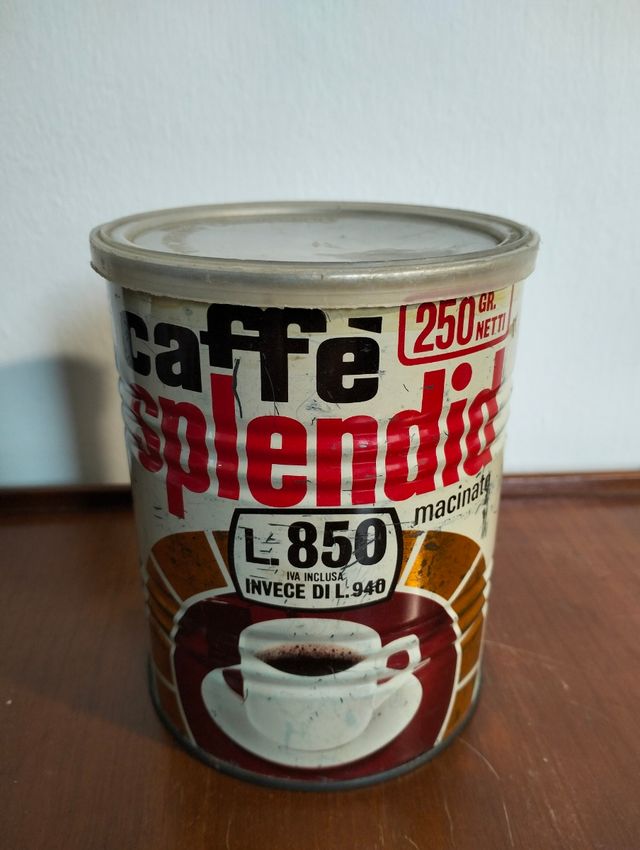 caffè
250 GR. NETTI
splendid
macinato
L. 850
IVA INCLUSA
INVECE DI L. 940